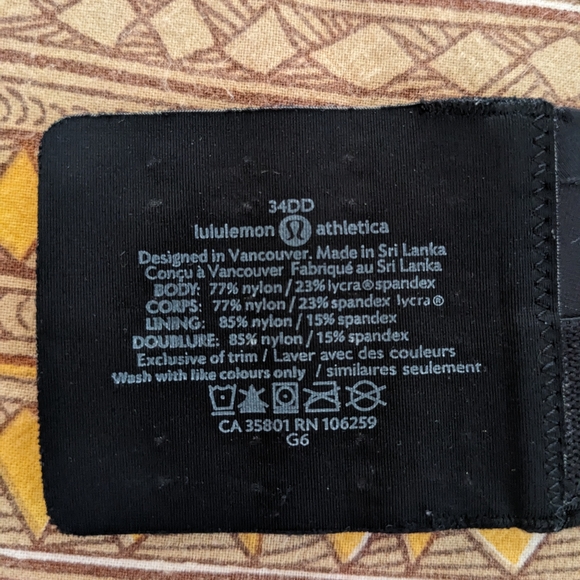 34DD
lululemon athletica
Designed in Vancouver. Made in Sri Lanka
Conçu à Vancouver Fabriqué au Sri Lanka
BODY: 77% nylon / 23% lycra® spandex
CORPS: 77% nylon / 23% spandex lycra®
LINING: 85% nylon / 15% spandex
DOUBLURE: 85% nylon / 15% spandex
Exclusive of trim / Laver avec des couleurs
Wash with like colours only / similaires seulement
CA 35801 RN 106259
G6